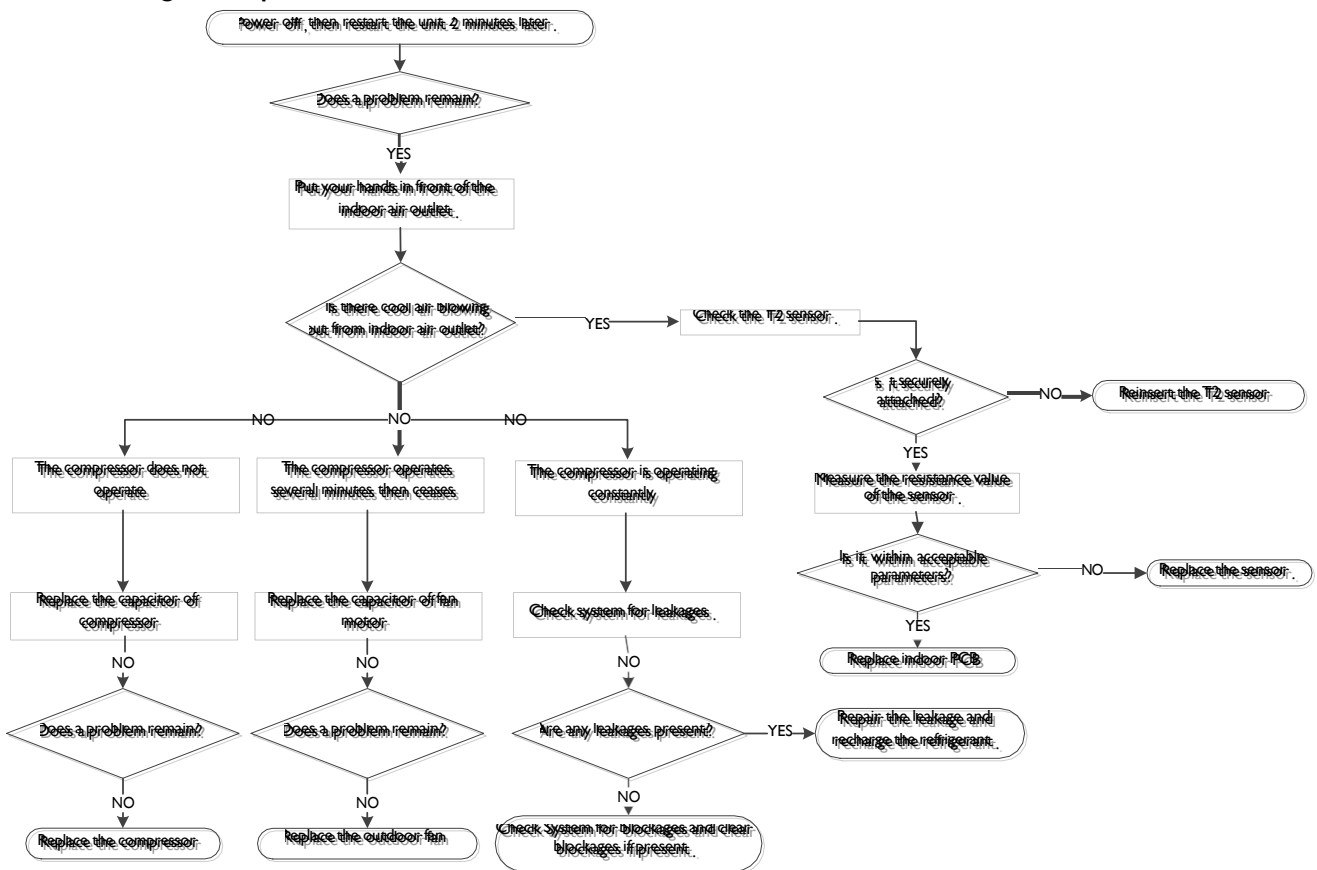 Power off, then restart the unit 2 minutes later.
Does a problem remain?
YES
Put your hands in front of the
indoor air outlet.
Is there cool air blowing
out from indoor air outlet?
YES
Check the T2 sensor.
Is it securely
attached?
NO
Reinsert the T2 sensor
YES
Measure the resistance value
of the sensor.
Is it within acceptable
parameters?
NO
Replace the sensor.
YES
Replace indoor PCB
NO
NO
NO
The compressor does not
operate
The compressor operates
several minutes then ceases
The compressor is operating
constantly
Replace the capacitor of
compressor
Replace the capacitor of fan
motor
Check system for leakages.
NO
NO
NO
Does a problem remain?
Does a problem remain?
Are any leakages present?
YES
Repair the leakage and
recharge the refrigerant.
NO
NO
NO
Replace the compressor
Replace the outdoor fan
Check System for blockages and clear
blockages if present.